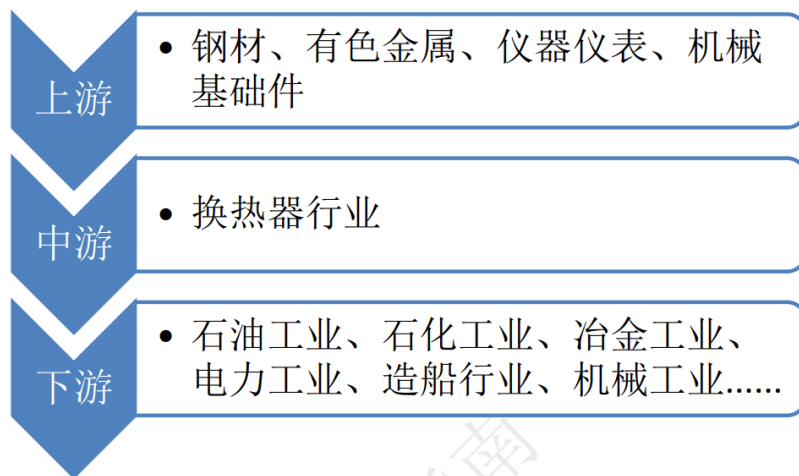 上游
• 钢材、有色金属、仪器仪表、机械
基础件
中游
• 换热器行业
下游
• 石油工业、石化工业、冶金工业、
电力工业、造船行业、机械工业……
南